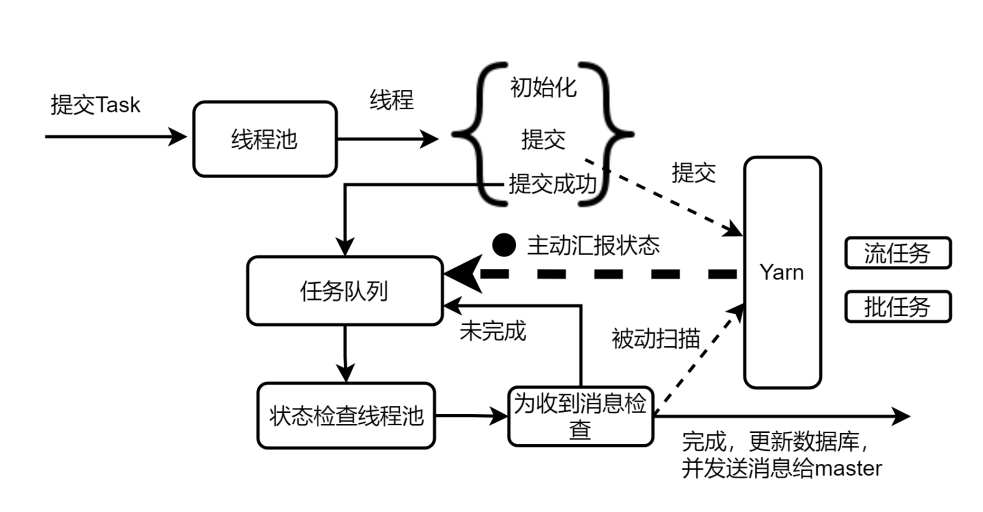 提交Task
线程池
线程
初始化
提交
提交成功
提交
主动汇报状态
Yarn
流任务
批任务
任务队列
未完成
被动扫描
状态检查线程池
为收到消息检
查
完成，更新数据库，
并发送消息给master